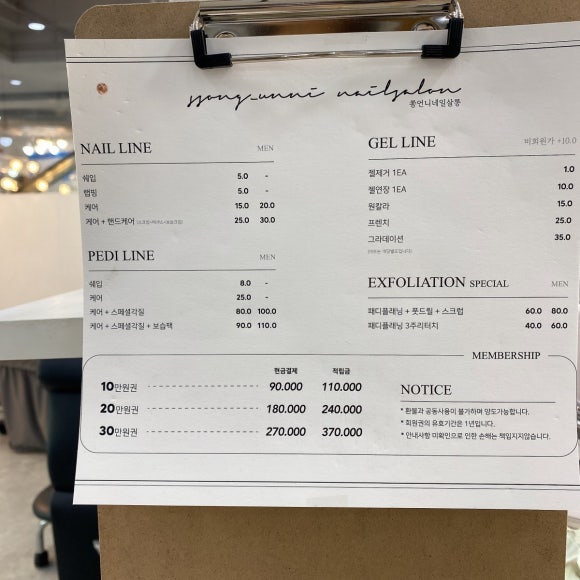 ssong_unni nailsalon
쫑언니네일살롱
NAIL LINE MEN
쉐입 5.0 -
랩핑 5.0 -
케어 15.0 20.0
케어 + 핸드케어 25.0 30.0
PEDI LINE MEN
쉐입 8.0 -
케어 25.0 -
케어 + 스페셜각질 80.0 100.0
케어 + 스페셜각질 + 보습팩 90.0 110.0
GEL LINE 비회원가 +10.0
젤제거 1EA 1.0
젤연장 1EA 10.0
원칼라 15.0
프렌치 25.0
그라데이션 35.0
EXFOLIATION SPECIAL MEN
패디플래닝 + 풋드릴 + 스크럽 60.0 80.0
패디플래닝 3주리터치 40.0 60.0
MEMBERSHIP
현금결제 적립금
10만원권 90.000 110.000
20만원권 180.000 240.000
30만원권 270.000 370.000
NOTICE
* 환불과 공동사용이 불가하며 양도가능합니다.
* 회원권의 유효기간은 1년입니다.
* 안내사항 미확인으로 인한 손해는 책임지지않습니다.